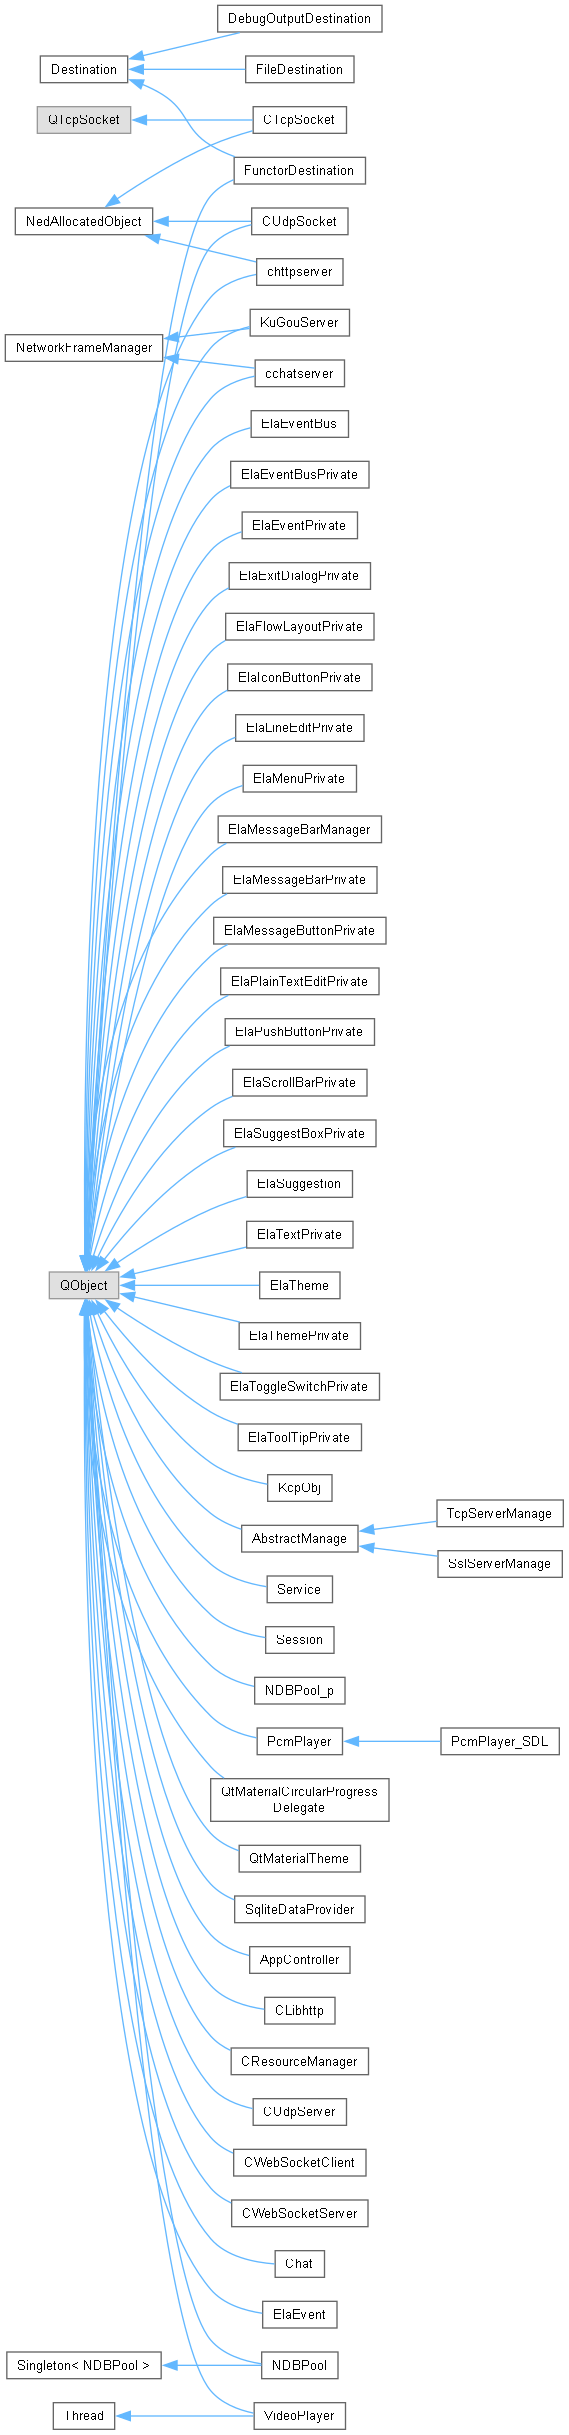 DebugOutputDestination
Destination
FileDestination
QTcpSocket
CTcpSocket
FunctorDestination
NedAllocatedObject
CUdpSocket
chttpserver
KuGouServer
NetworkFrameManager
cchatserver
ElaEventBus
ElaEventBusPrivate
ElaEventPrivate
ElaExitDialogPrivate
ElaFlowLayoutPrivate
ElaIconButtonPrivate
ElaLineEditPrivate
ElaMenuPrivate
ElaMessageBarManager
ElaMessageBarPrivate
ElaMessageButtonPrivate
ElaPlainTextEditPrivate
ElaPushButtonPrivate
ElaScrollBarPrivate
ElaSuggestBoxPrivate
ElaSuggestion
ElaTextPrivate
QObject
ElaTheme
ElaThemePrivate
ElaToggleSwitchPrivate
ElaToolTipPrivate
KcpObj
TcpServerManage
AbstractManage
SslServerManage
Service
Session
NDBPool_p
PcmPlayer
PcmPlayer_SDL
QtMaterialCircularProgress
Delegate
QtMaterialTheme
SqliteDataProvider
AppController
CLibhttp
CResourceManager
CUdpServer
CWebSocketClient
CWebSocketServer
Chat
ElaEvent
Singleton< NDBPool >
NDBPool
Thread
VideoPlayer